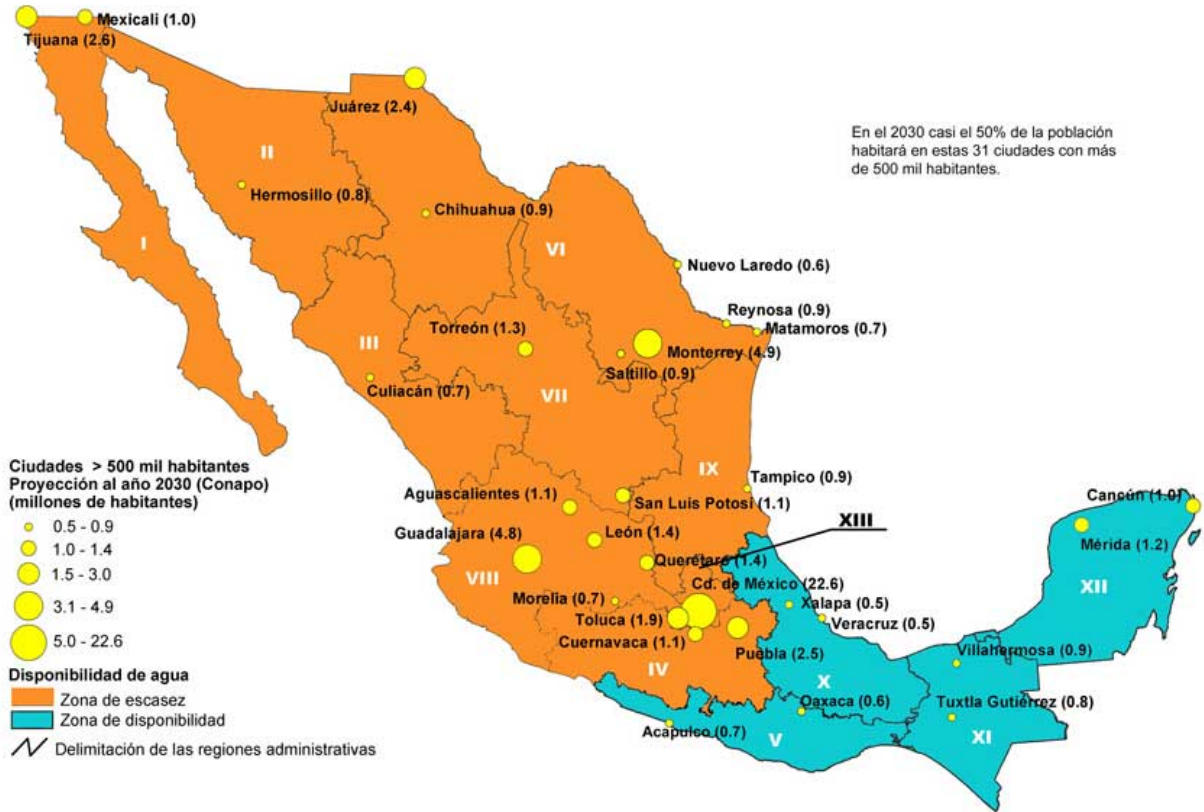 Mexicali (1.0)
Tijuana (2.6)
Juárez (2.4)
En el 2030 casi el 50% de la población
habitará en estas 31 ciudades con más
de 500 mil habitantes.
II
Hermosillo (0.8)
Chihuahua (0.9)
I
VI
Nuevo Laredo (0.6)
Reynosa (0.9)
Matamoros (0.7)
Torreón (1.3)
III
Monterrey (4.9)
Saltillo (0.9)
Culiacán (0.7)
VII
Ciudades > 500 mil habitantes
Proyección al año 2030 (Conapo)
(millones de habitantes)
0.5 - 0.9
1.0 - 1.4
1.5 - 3.0
3.1 - 4.9
5.0 - 22.6
Disponibilidad de agua
Zona de escasez
Zona de disponibilidad
Delimitación de las regiones administrativas
IX
Tampico (0.9)
Aguascalientes (1.1)
San Luis Potosi (1.1)
Cancún (1.0)
XIII
Guadalajara (4.8)
León (1.4)
Mérida (1.2)
Querétaro (1.4)
VIII
Cd. de México (22.6)
XII
Morelia (0.7)
Xalapa (0.5)
Toluca (1.9)
Veracruz (0.5)
Cuernavaca (1.1)
Puebla (2.5)
Villahermosa (0.9)
IV
X
Oaxaca (0.6)
Tuxtla Gutiérrez (0.8)
Acapulco (0.7)
V
XI